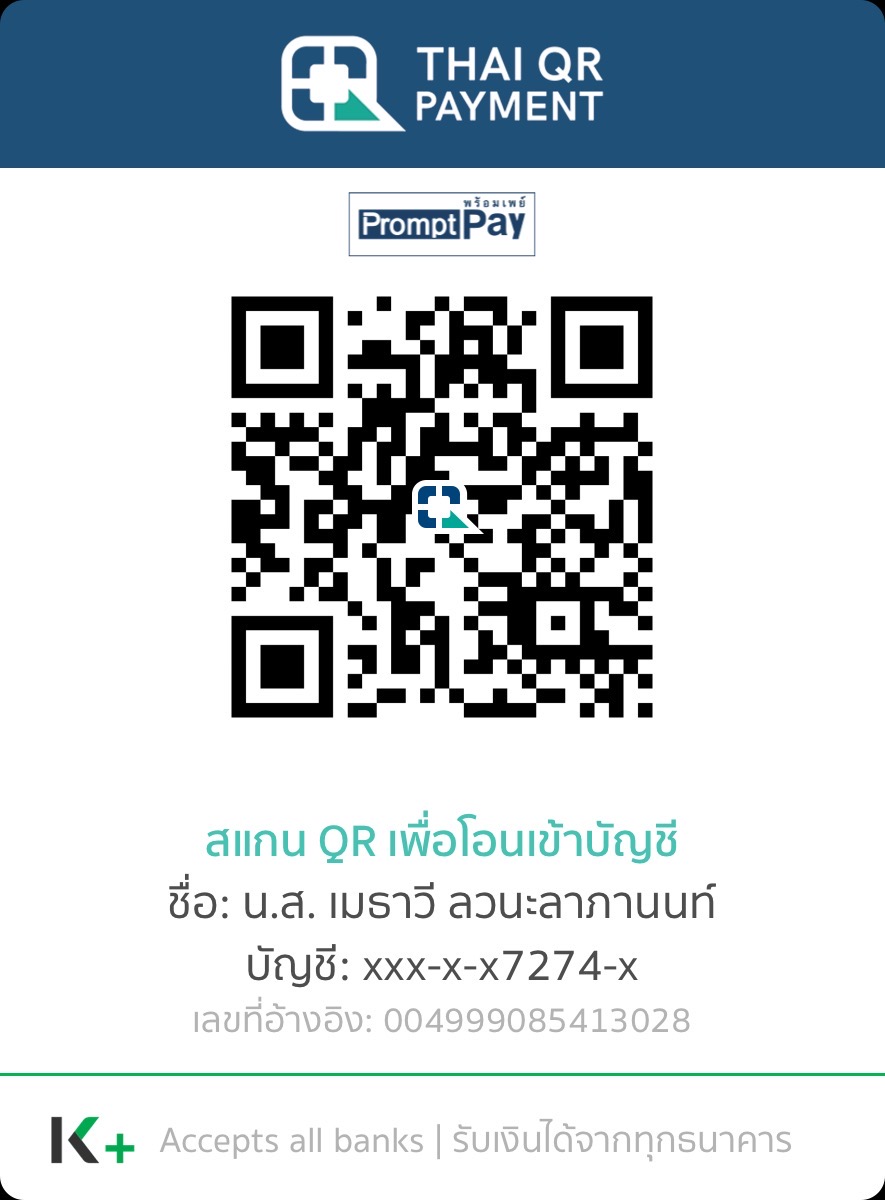 THAI QR
PAYMENT
พร้อมเพย์
PromptPay
สแกน QR เพื่อโอนเข้าบัญชี
ชื่อ: น.ส. เมธาวี ลวนะลาภานนท์
บัญชี: xxx-x-x7274-x
เลขที่อ้างอิง: 004999085413028
K+ Accepts all banks | รับเงินได้จากทุกธนาคาร